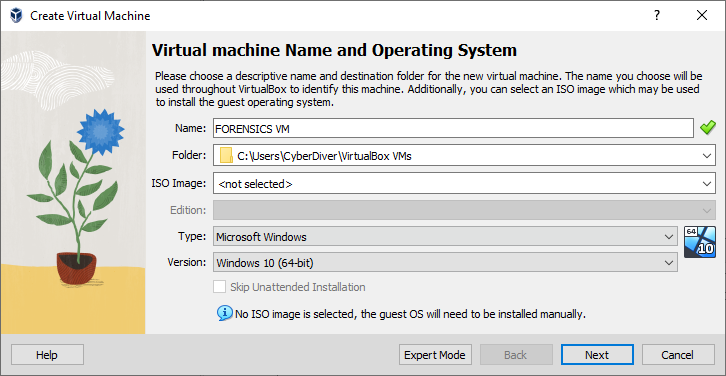 Create Virtual Machine
?
Virtual machine Name and Operating System
Please choose a descriptive name and destination folder for the new virtual machine. The name you choose will be
used throughout VirtualBox to identify this machine. Additionally, you can select an ISO image which may be used
to install the guest operating system.
Name: FORENSICS VM
Folder: C:\Users\CyberDiver\VirtualBox VMs
ISO Image: <not selected>
Edition:
Type: Microsoft Windows
64
10
Version: Windows 10 (64-bit)
Skip Unattended Installation
No ISO image is selected, the guest OS will need to be installed manually.
Help Expert Mode Back Next Cancel